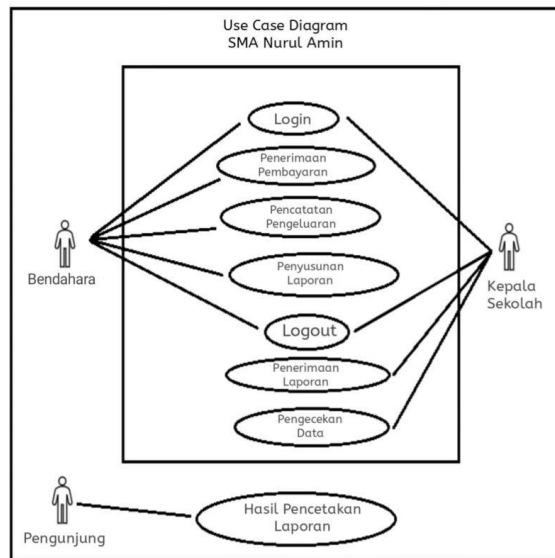 Use Case Diagram
SMA Nurul Amin
Login
Penerimaan
Pembayaran
Pencatatan
Pengeluaran
Bendahara
Penyusunan
Laporan
Kepala
Sekolah
Logout
Penerimaan
Laporan
Pengecekan
Data
Pengunjung
Hasil Pencetakan
Laporan